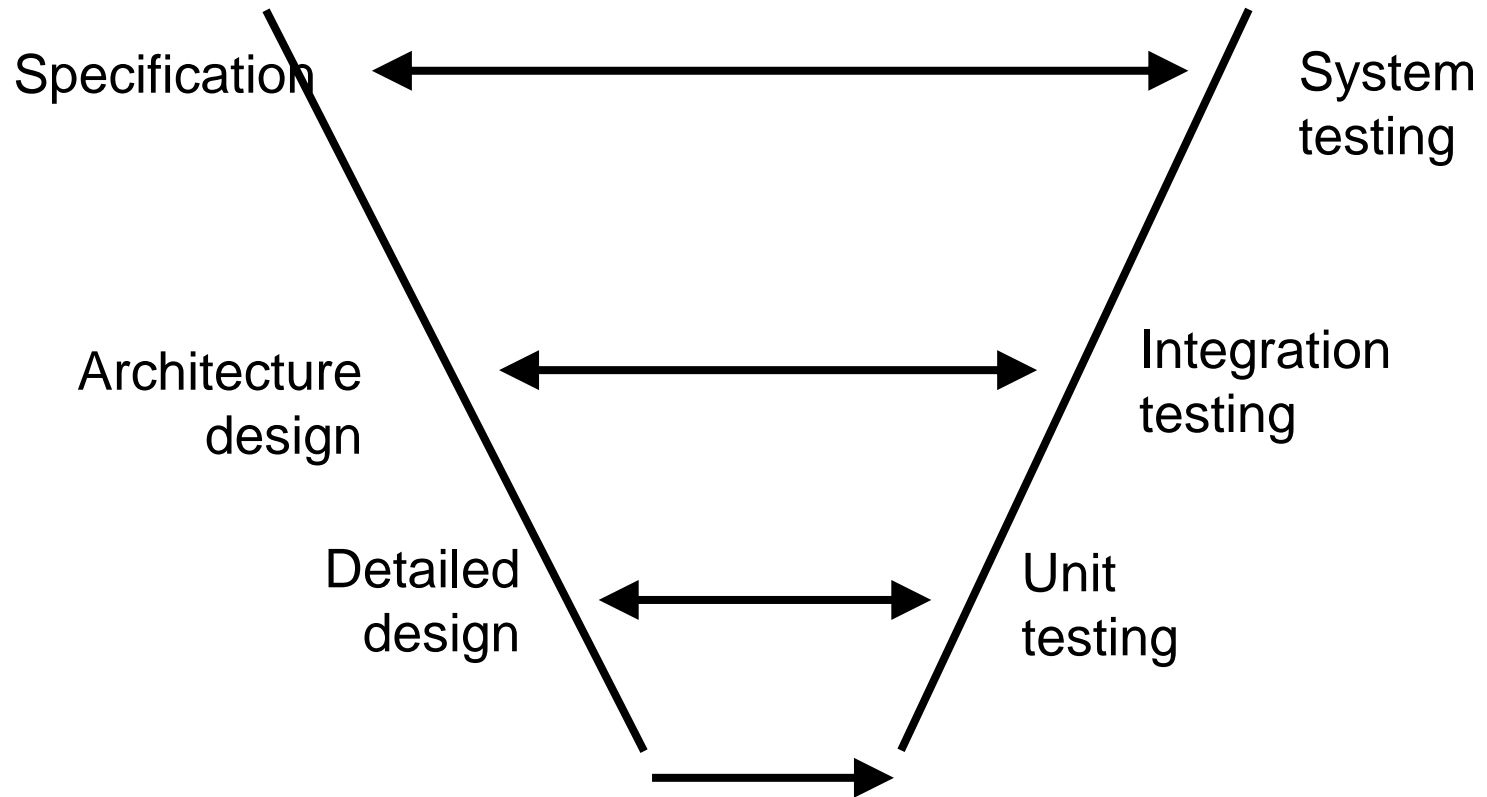 Specification
System
testing
Architecture
design
Integration
testing
Detailed
design
Unit
testing